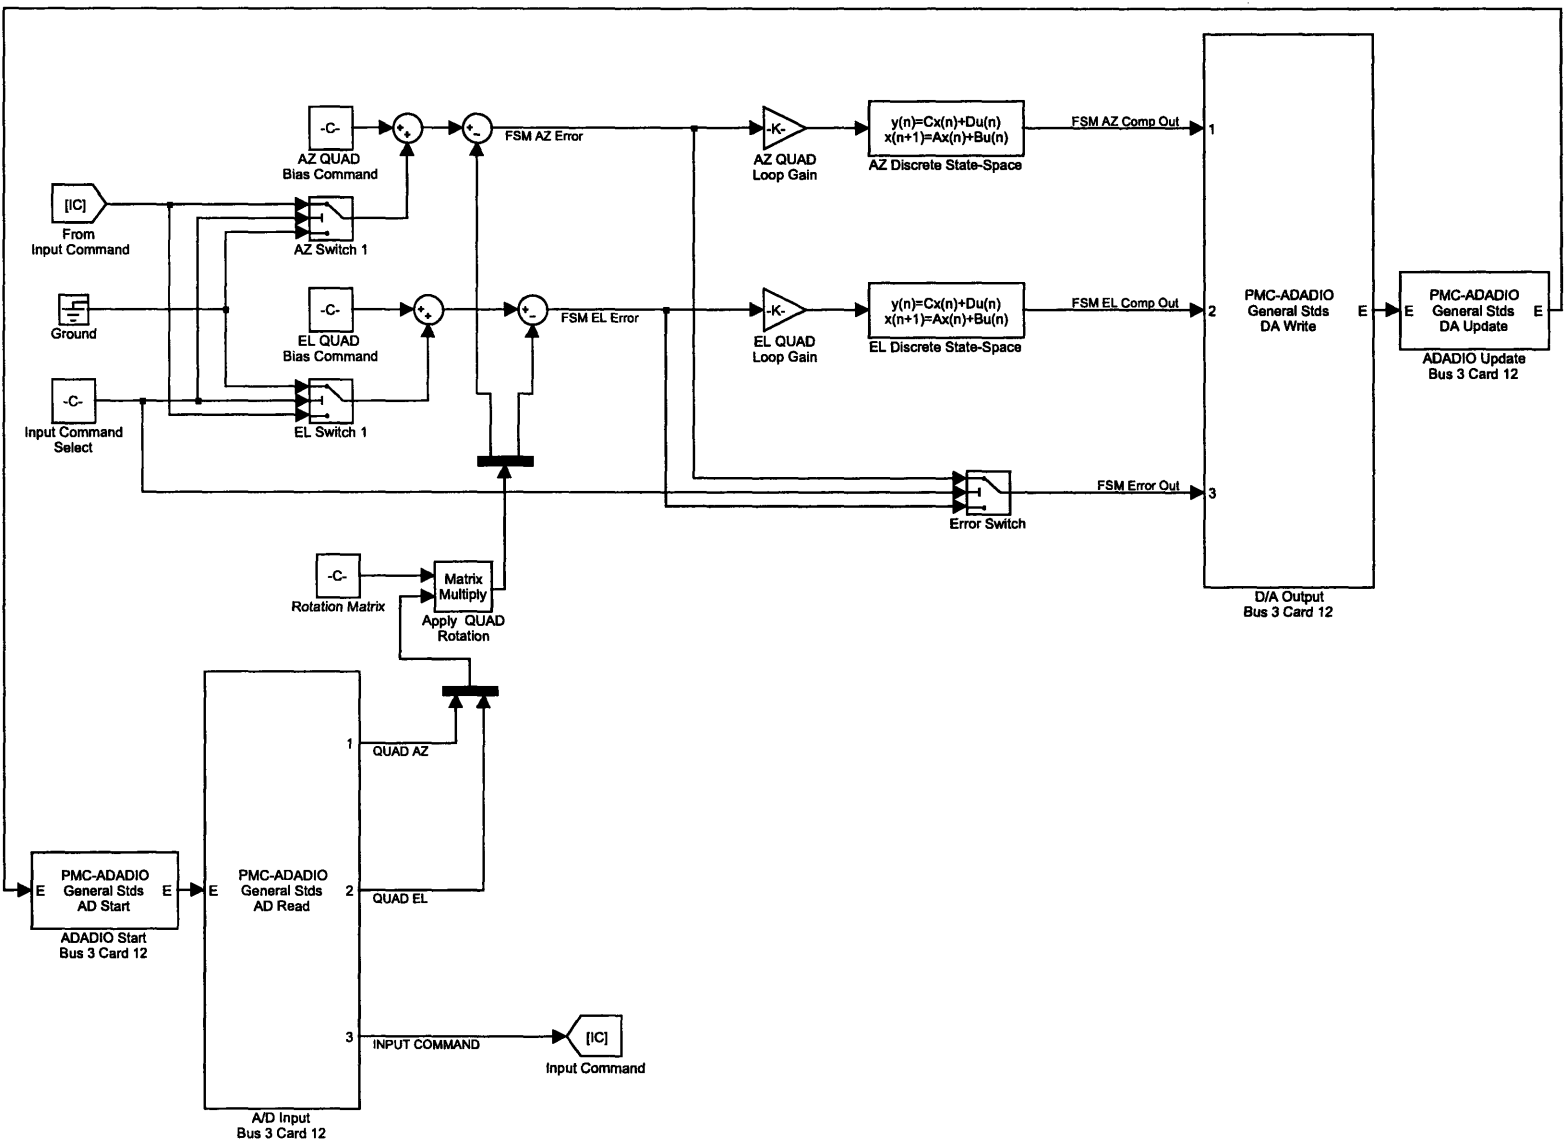 -C-
AZ QUAD
Bias Command
+
+
+
-
FSM AZ Error
-K-
AZ QUAD
Loop Gain
y(n)=Cx(n)+Du(n)
x(n+1)=Ax(n)+Bu(n)
AZ Discrete State-Space
FSM AZ Comp Out
1
[IC]
From
Input Command
AZ Switch 1
Ground
-C-
EL QUAD
Bias Command
+
+
+
-
FSM EL Error
-K-
EL QUAD
Loop Gain
y(n)=Cx(n)+Du(n)
x(n+1)=Ax(n)+Bu(n)
EL Discrete State-Space
FSM EL Comp Out
2
PMC-ADADIO
General Stds
DA Write
E
E
PMC-ADADIO
General Stds
DA Update
E
ADADIO Update
Bus 3 Card 12
-C-
Input Command
Select
EL Switch 1
Error Switch
FSM Error Out
3
D/A Output
Bus 3 Card 12
-C-
Rotation Matrix
Matrix
Multiply
Apply QUAD
Rotation
1
QUAD AZ
E
PMC-ADADIO
General Stds
AD Start
E
ADADIO Start
Bus 3 Card 12
E
PMC-ADADIO
General Stds
AD Read
2
QUAD EL
3
INPUT COMMAND
[IC]
Input Command
A/D Input
Bus 3 Card 12